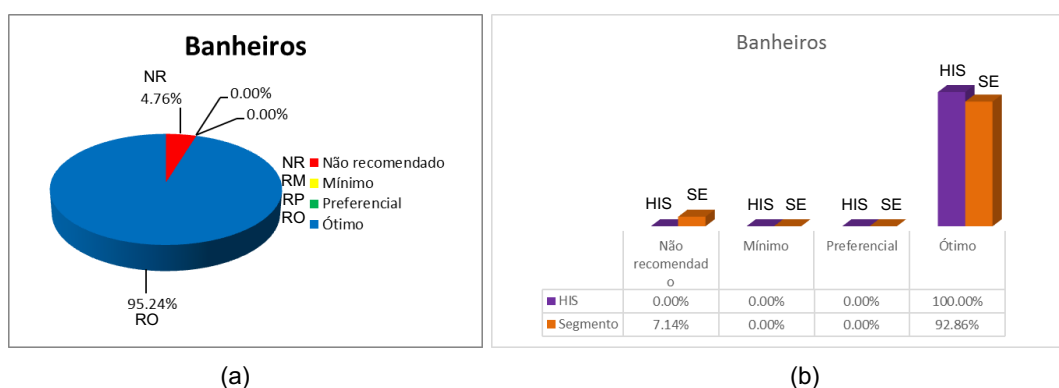 Banheiros
NR
4.76%
0.00%
0.00%
NR Não recomendado
RM Mínimo
RP Preferencial
RO Ótimo
95.24%
RO
(a)
Banheiros
HIS SE
HIS SE
HIS SE
HIS SE
Não recomendad o
Mínimo
Preferencial
Ótimo
HIS 0.00% 0.00% 0.00% 100.00%
Segmento 7.14% 0.00% 0.00% 92.86%
(b)